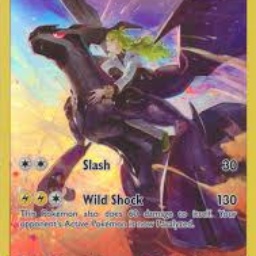 Slash 30
Wild Shock 130
This Pokémon also does 60 damage to itself. Your
opponent's Active Pokémon is now Paralyzed.